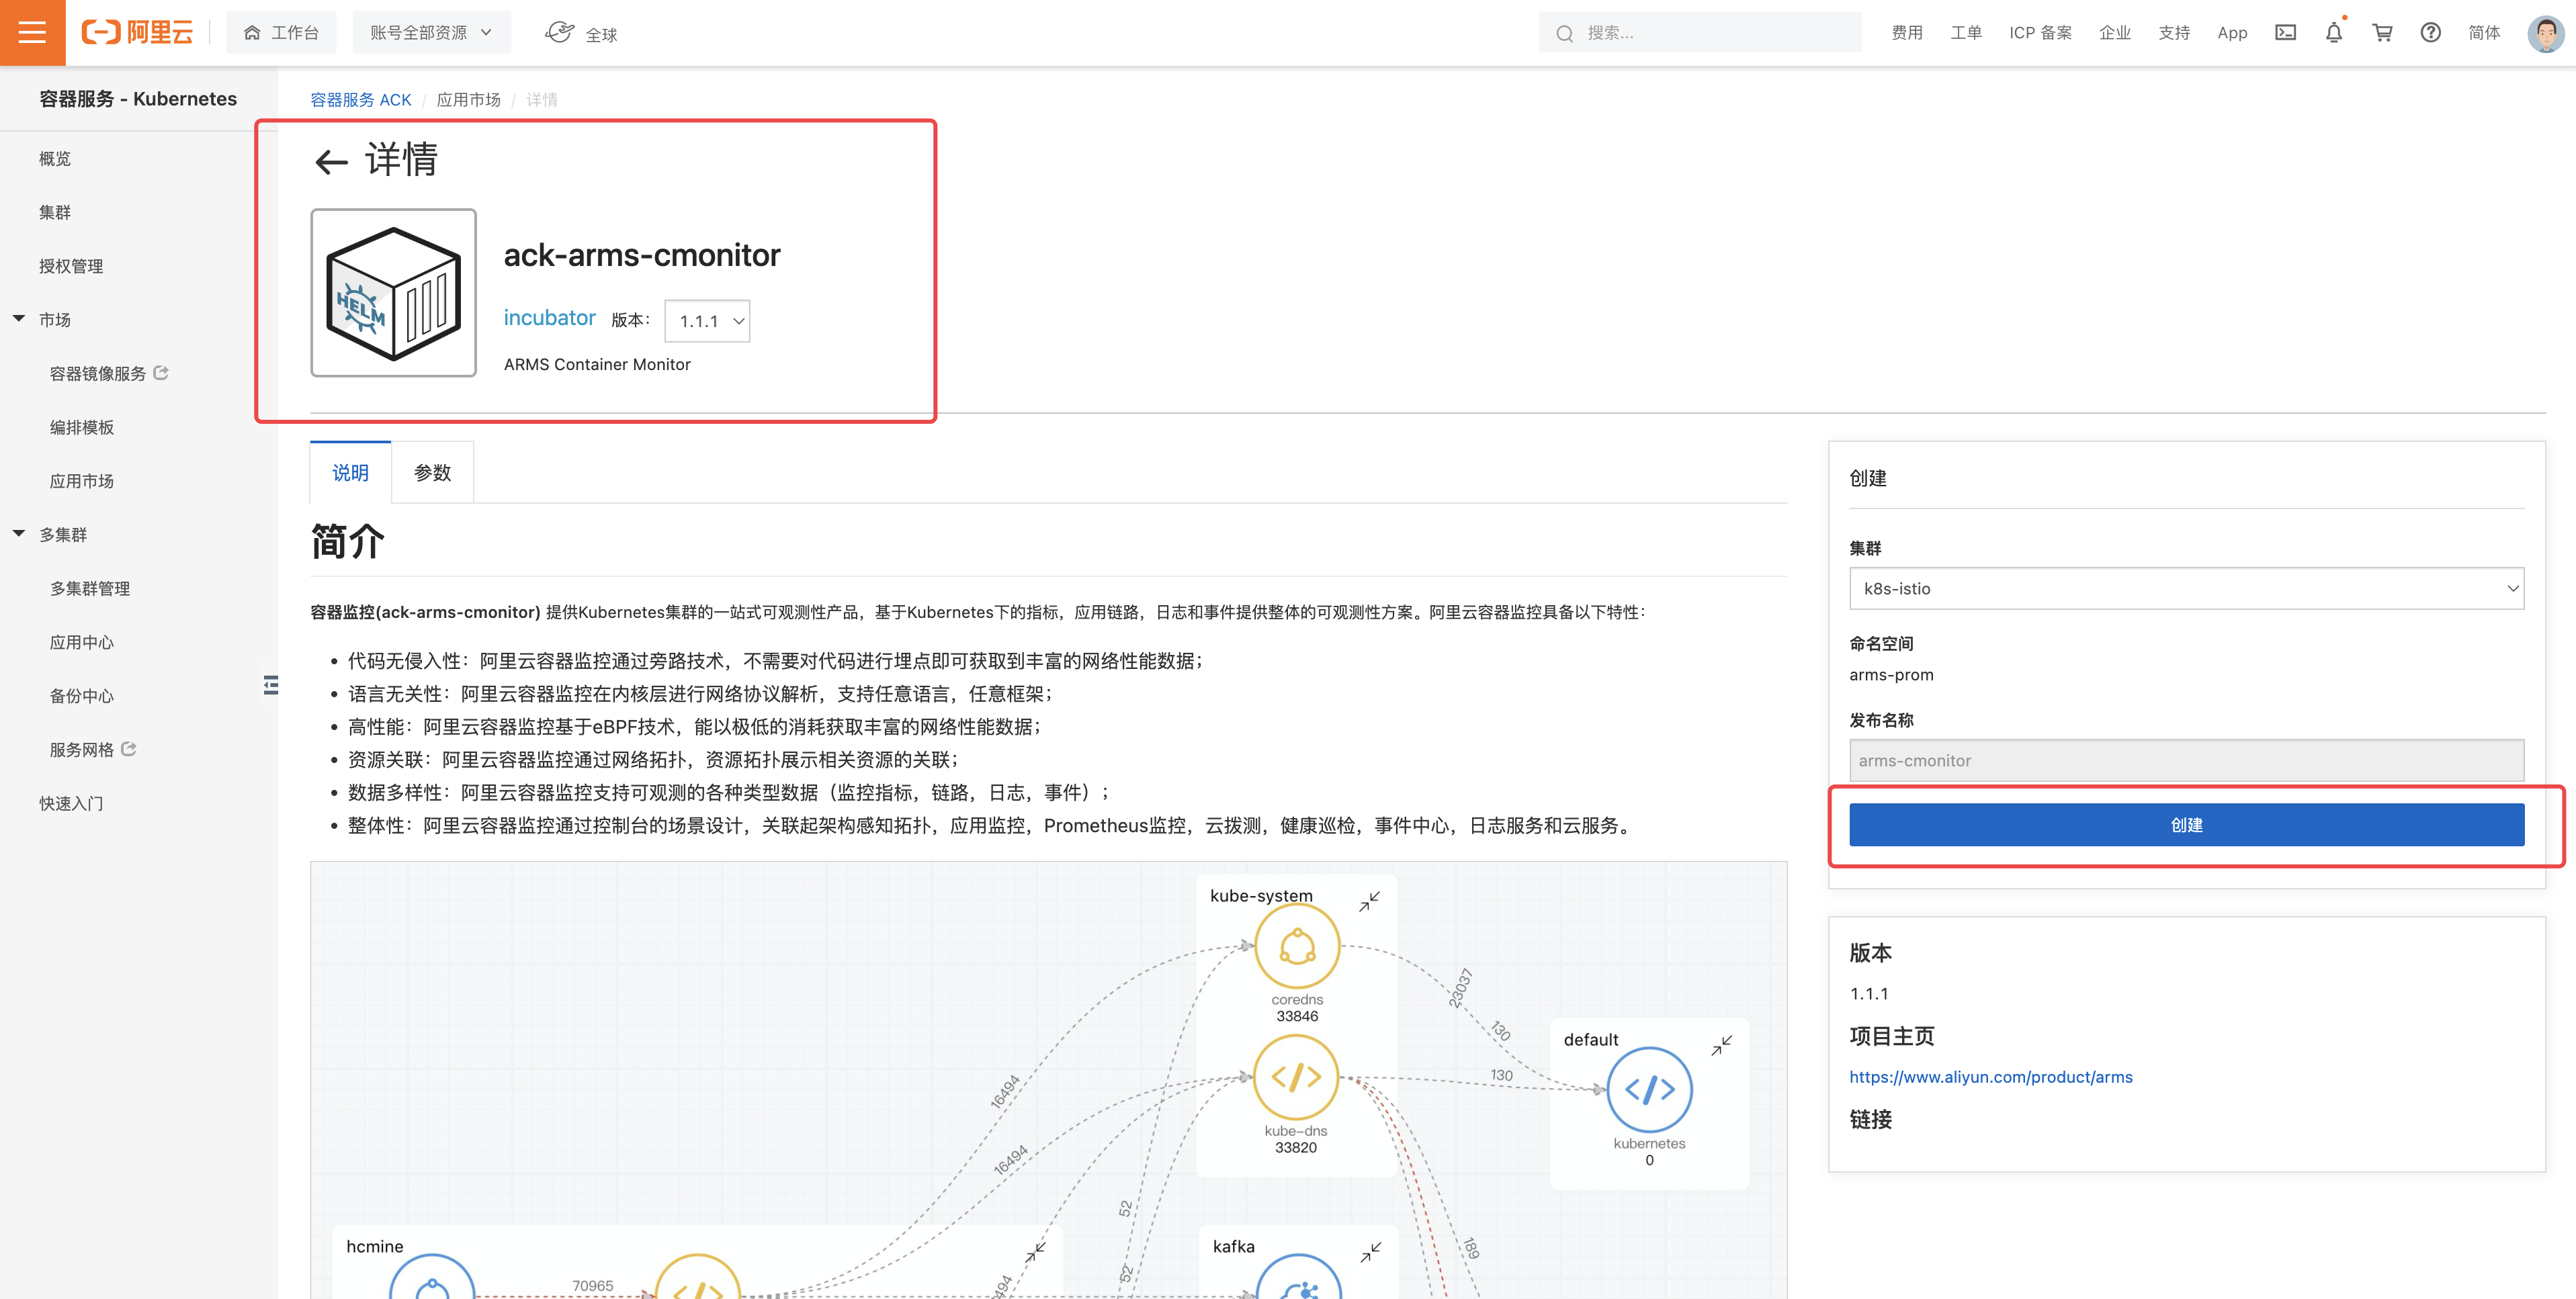 阿里云
工作台
账号全部资源
全球
搜索...
费用
工单
ICP 备案
企业
支持
App
简体
容器服务 - Kubernetes
概览
集群
授权管理
市场
容器镜像服务
编排模板
应用市场
多集群
多集群管理
应用中心
备份中心
服务网格
快速入门
容器服务 ACK / 应用市场 / 详情
详情
HELM
ack-arms-cmonitor
incubator 版本: 1.1.1
ARMS Container Monitor
说明
参数
简介
容器监控(ack-arms-cmonitor) 提供Kubernetes集群的一站式可观测性产品，基于Kubernetes下的指标，应用链路，日志和事件提供整体的可观测性方案。阿里云容器监控具备以下特性：
• 代码无侵入性：阿里云容器监控通过旁路技术，不需要对代码进行埋点即可获取到丰富的网络性能数据；
• 语言无关性：阿里云容器监控在内核层进行网络协议解析，支持任意语言，任意框架；
• 高性能：阿里云容器监控基于eBPF技术，能以极低的消耗获取丰富的网络性能数据；
• 资源关联：阿里云容器监控通过网络拓扑，资源拓扑展示相关资源的关联；
• 数据多样性：阿里云容器监控支持可观测的各种类型数据（监控指标，链路，日志，事件）；
• 整体性：阿里云容器监控通过控制台的场景设计，关联起架构感知拓扑，应用监控，Prometheus监控，云拨测，健康巡检，事件中心，日志服务和云服务。
kube-system
coredns
33846
23037
130
default
kube-dns
33820
130
kubernetes
0
16494
16494
52
52
494
189
hcmine
70965
kafka
创建
集群
k8s-istio
命名空间
arms-prom
发布名称
arms-cmonitor
创建
版本
1.1.1
项目主页
https://www.aliyun.com/product/arms
链接